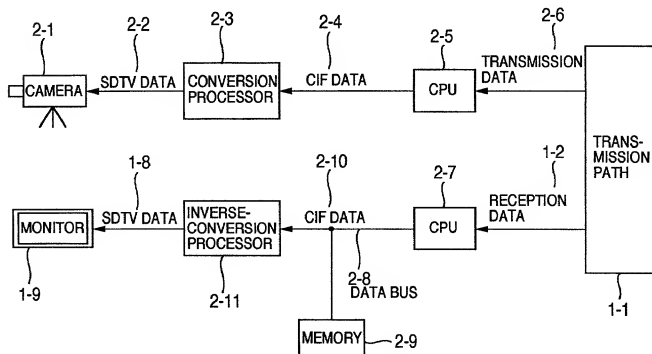 2-1
2-2
2-3
2-4
2-5
2-6
CAMERA
SDTV DATA
CONVERSION
PROCESSOR
CIF DATA
CPU
TRANSMISSION
DATA
TRANS-
MISSION
PATH
1-8
2-10
2-7
1-2
MONITOR
SDTV DATA
INVERSE-
CONVERSION
PROCESSOR
CIF DATA
CPU
RECEPTION
DATA
1-9
2-11
2-8
DATA BUS
1-1
MEMORY
2-9